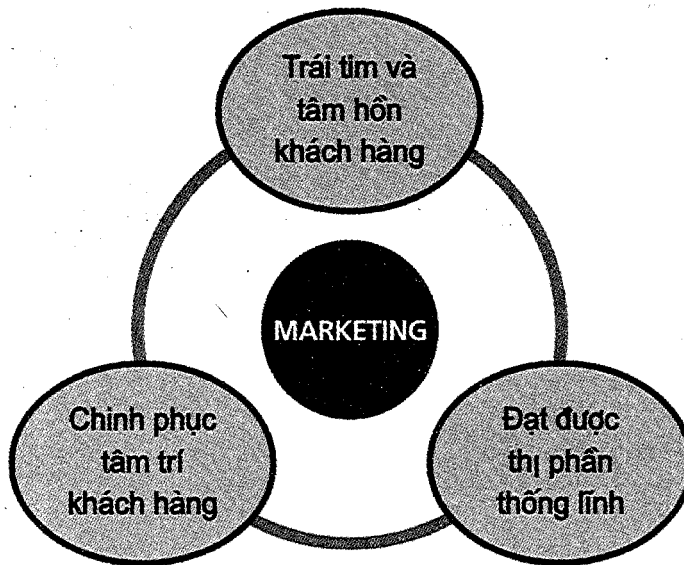 Trái tim và
tâm hồn
khách hàng
MARKETING
Chinh phục
tâm trí
khách hàng
Đạt được
thị phần
thống lĩnh